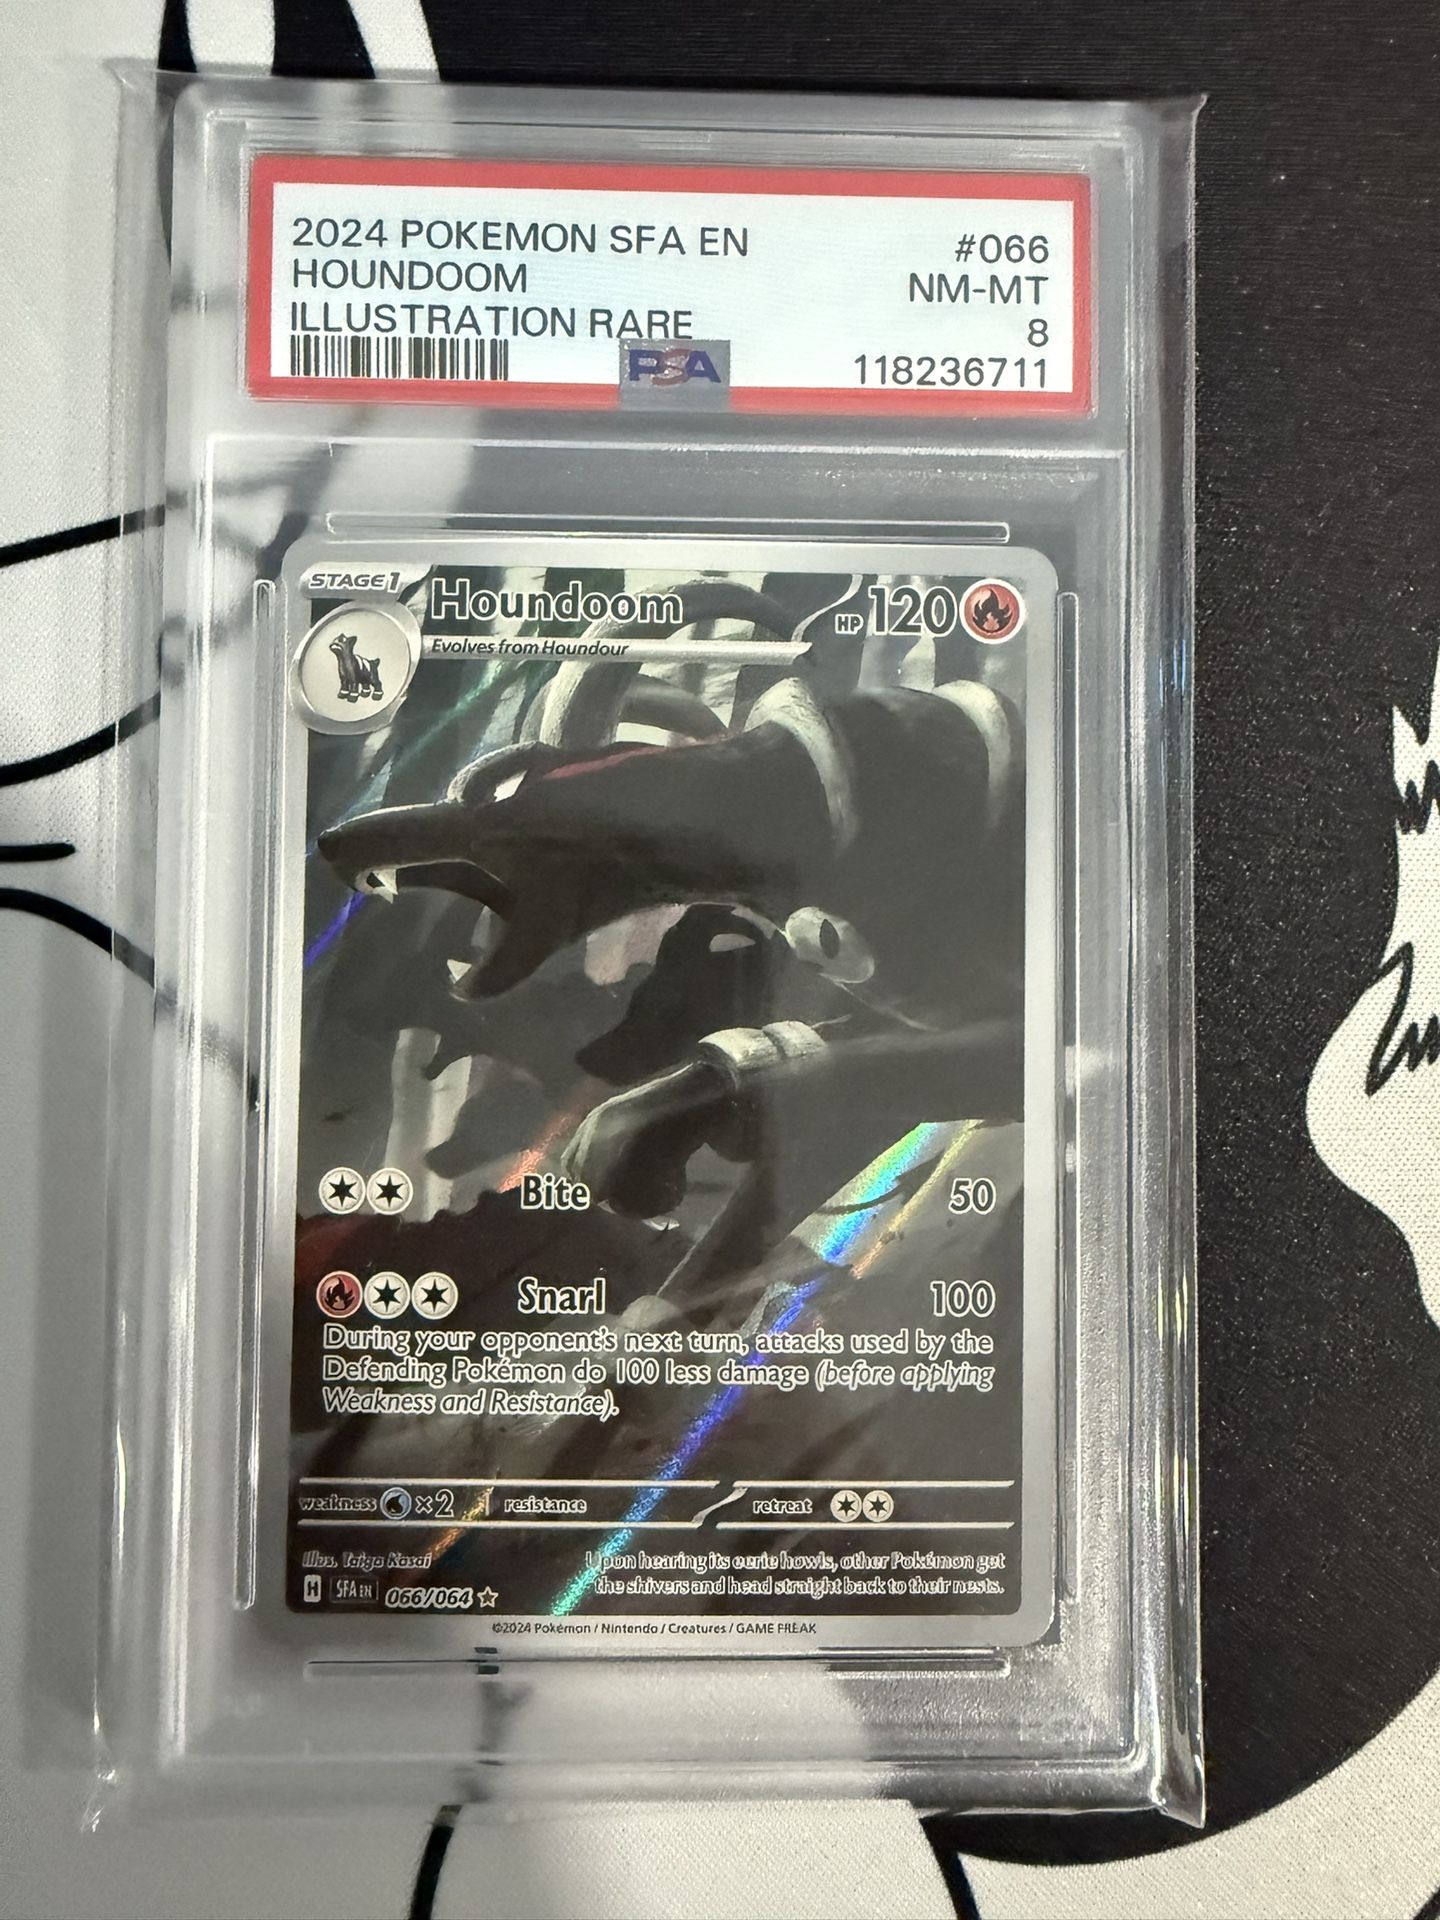 2024 POKEMON SFA EN #066
HOUNDOOM NM-MT
ILLUSTRATION RARE 8
PSA 118236711
STAGE 1 Houndoom HP 120
Evolves from Houndour
Bite 50
Snarl 100
During your opponent's next turn, attacks used by the
Defending Pokémon do 100 less damage (before applying
Weakness and Resistance).
weakness ×2 resistance retreat
Illus. Taiga Kasai
Upon hearing its eerie howls, other Pokémon get
the shivers and head straight back to their nests.
H SFA EN 066/064
©2024 Pokémon / Nintendo / Creatures / GAME FREAK